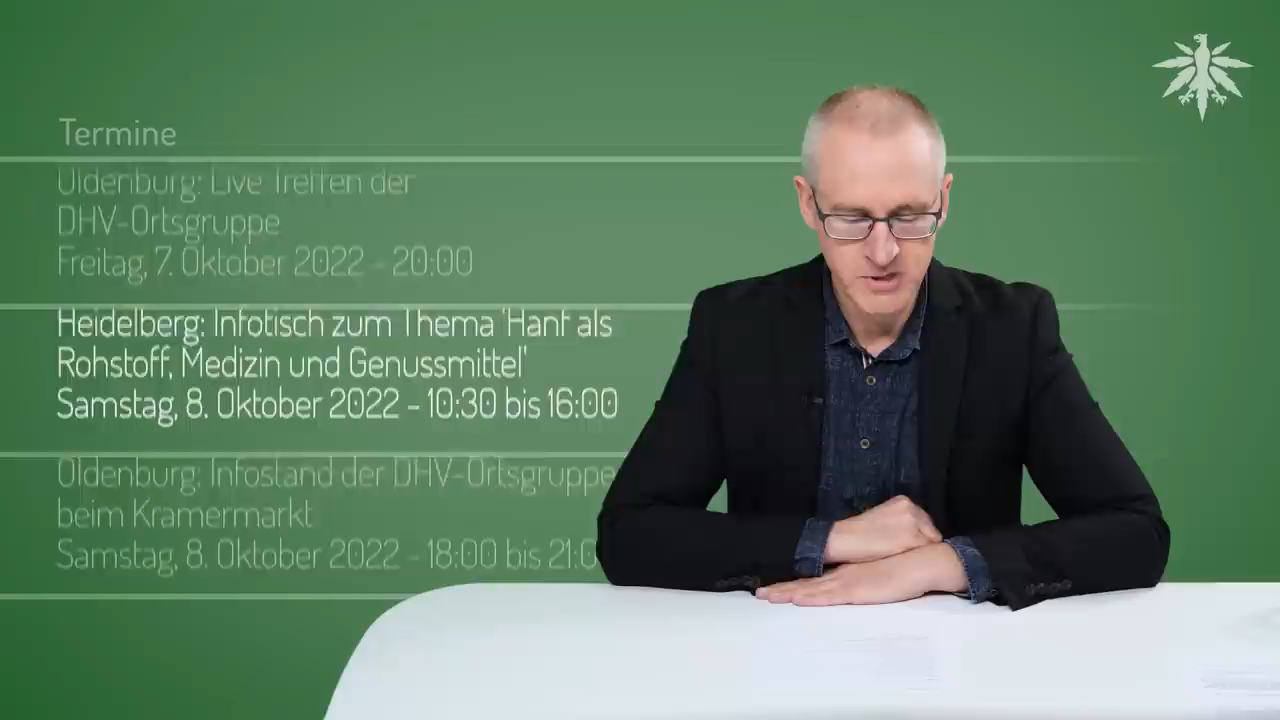 Termine
Oldenburg: Live Treffen der
DHV-Ortsgruppe
Freitag, 7. Oktober 2022 - 20:00
Heidelberg: Infotisch zum Thema 'Hanf als
Rohstoff, Medizin und Genussmittel'
Samstag, 8. Oktober 2022 - 10:30 bis 16:00
Oldenburg: Infostand der DHV-Ortsgruppe
beim Kramermarkt
Samstag, 8. Oktober 2022 - 18:00 bis 21:0